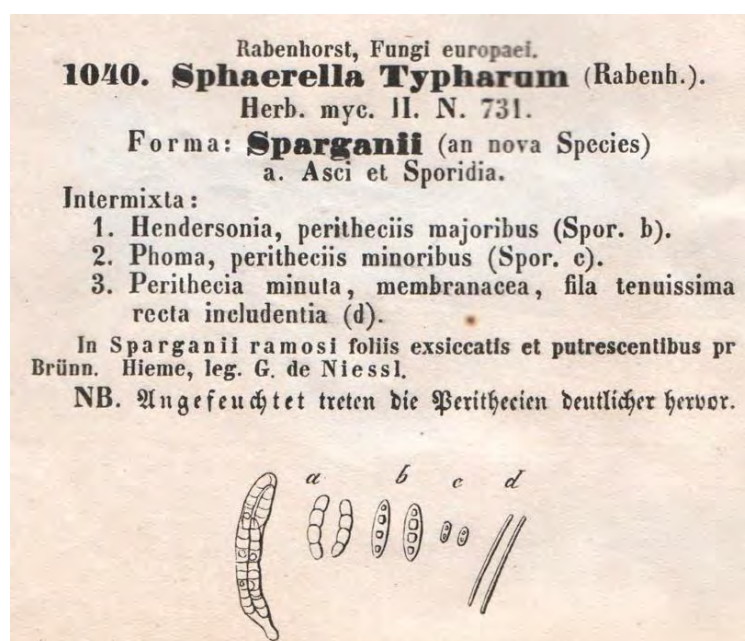 Rabenhorst, Fungi europaei.
1040. Sphaerella Typharum (Rabenh.).
Herb. myc. II. N. 731.
Forma: Sparganii (an nova Species)
a. Asci et Sporidia.
Intermixta:
1. Hendersonia, peritheciis majoribus (Spor. b).
2. Phoma, peritheciis minoribus (Spor. c).
3. Perithecia minuta, membranacea, fila tenuissima
recta includentia (d).
In Sparganii ramosi foliis exsiccatis et putrescentibus pr
Brünn. Hieme, leg. G. de Niessl.
NB. Angefeuchtet treten die Perithecien deutlicher hervor.
a b c d